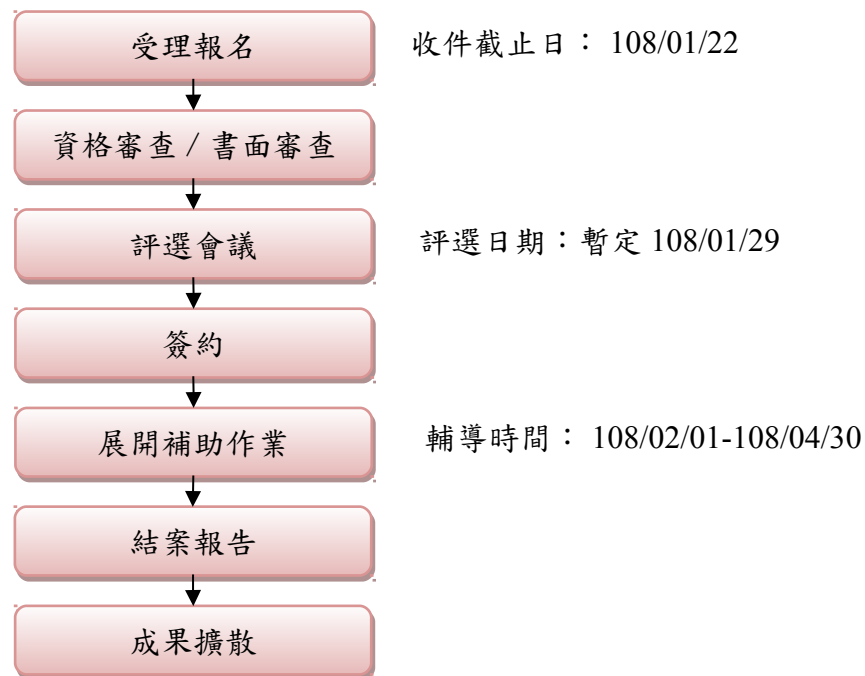 受理報名 收件截止日： 108/01/22
資格審查／書面審查
評選會議 評選日期：暫定 108/01/29
簽約
展開補助作業 輔導時間： 108/02/01-108/04/30
結案報告
成果擴散